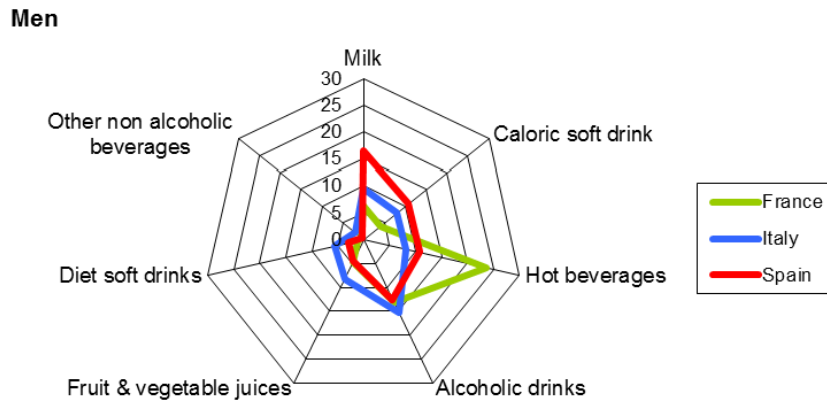 Men
Milk
30
25
20
15
10
5
0
Caloric soft drink
Hot beverages
Alcoholic drinks
Fruit & vegetable juices
Diet soft drinks
Other non alcoholic
beverages
France
Italy
Spain